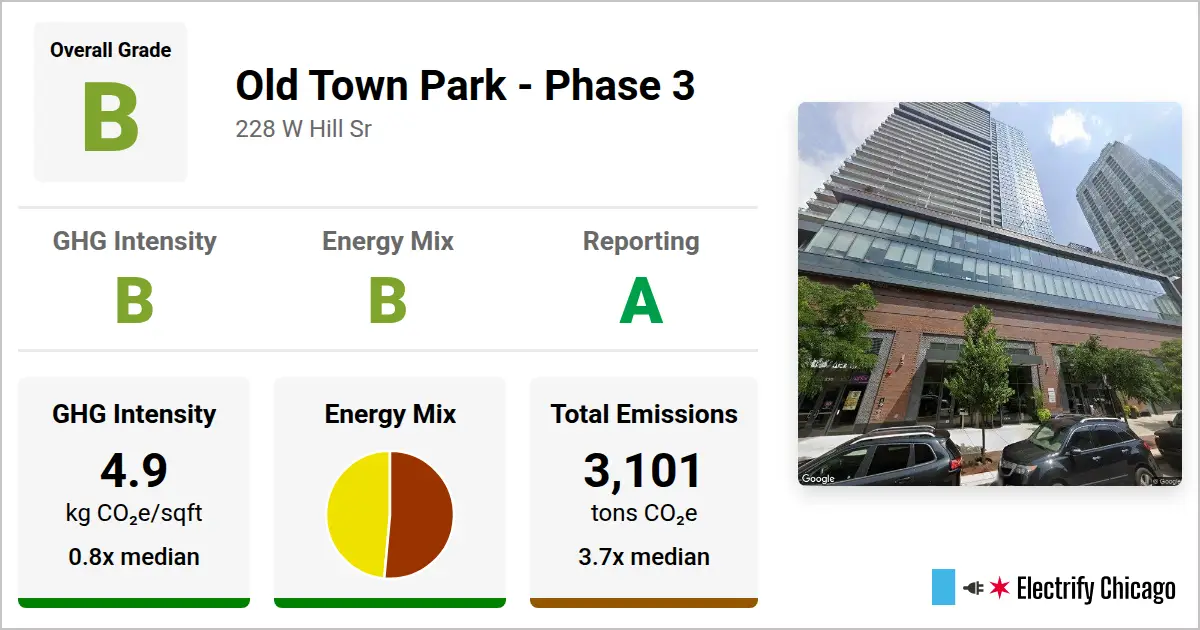 Overall Grade
B
Old Town Park - Phase 3
228 W Hill Sr
GHG Intensity
Energy Mix
Reporting
B
B
A
GHG Intensity
Energy Mix
Total Emissions
4.9
kg CO₂e/sqft
0.8x median
3,101
tons CO₂e
3.7x median
Google
© Google
Electrify Chicago